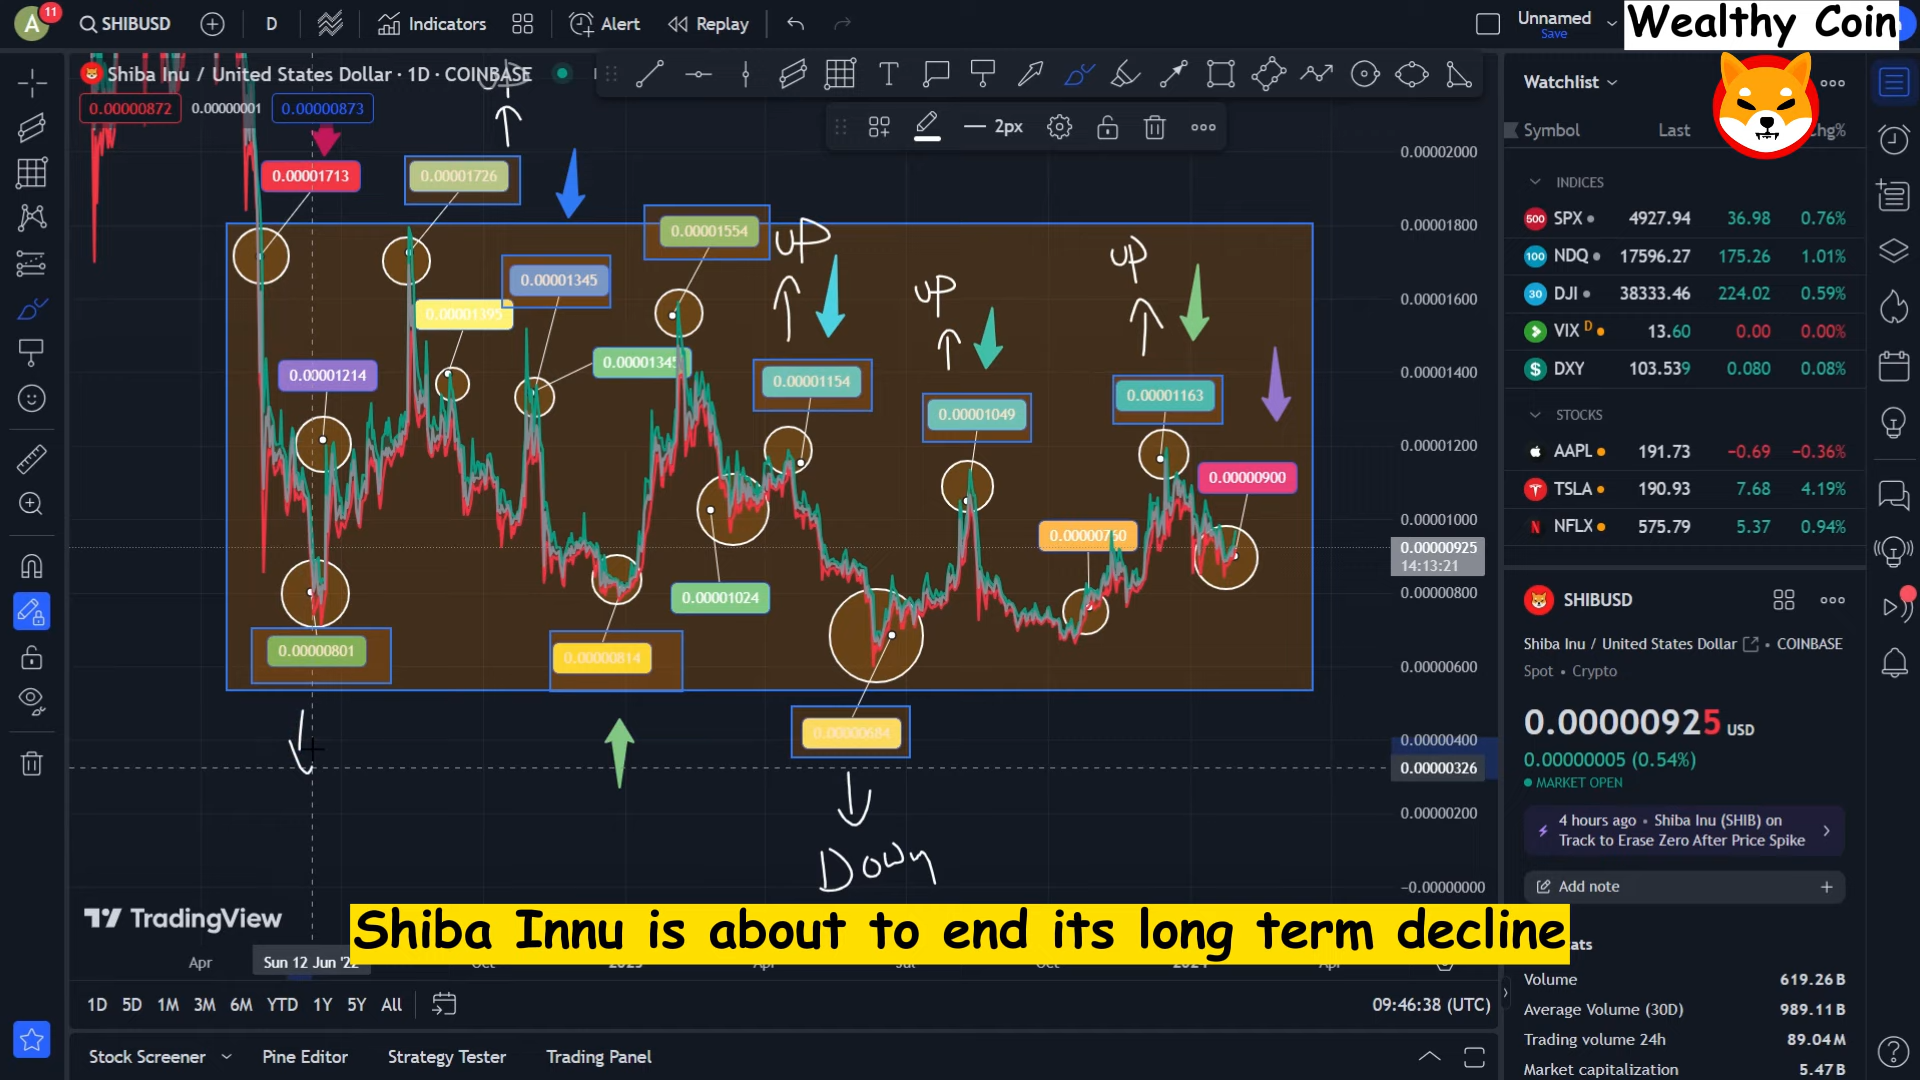 A
11
SHIBUSD
D
Indicators
Alert
Replay
Unnamed
Save
Wealthy Coin
Shiba Inu / United States Dollar · 1D · COINBASE
0.00000872
0.00000001
0.00000873
2px
Watchlist
Symbol
Last
Chg%
INDICES
SPX
4927.94
36.98
0.76%
NDQ
17596.27
175.26
1.01%
DJI
38333.46
224.02
0.59%
VIX D
13.60
0.00
0.00%
DXY
103.539
0.080
0.08%
STOCKS
AAPL
191.73
−0.69
−0.36%
TSLA
190.93
7.68
4.19%
NFLX
575.79
5.37
0.94%
0.00001713
0.00001726
0.00001554
0.00001345
0.00001395
0.00001214
0.00001154
0.00001049
0.00001163
0.00000900
0.00000760
0.00001024
0.00000801
0.00000814
0.00000684
UP
UP
UP
Down
0.00002000
0.00001800
0.00001600
0.00001400
0.00001200
0.00001000
0.00000925
14:13:21
0.00000800
0.00000600
0.00000400
0.00000326
0.00000200
−0.00000000
SHIBUSD
Shiba Inu / United States Dollar • COINBASE
Spot • Crypto
0.00000925 USD
0.00000005 (0.54%)
MARKET OPEN
4 hours ago • Shiba Inu (SHIB) on
Track to Erase Zero After Price Spike
Add note
TradingView
Shiba Innu is about to end its long term decline
Apr
Sun 12 Jun '22
Volume
619.26B
Average Volume (30D)
989.11B
Trading volume 24h
89.04M
Market capitalization
5.47B
1D
5D
1M
3M
6M
YTD
1Y
5Y
All
09:46:38 (UTC)
Stock Screener
Pine Editor
Strategy Tester
Trading Panel